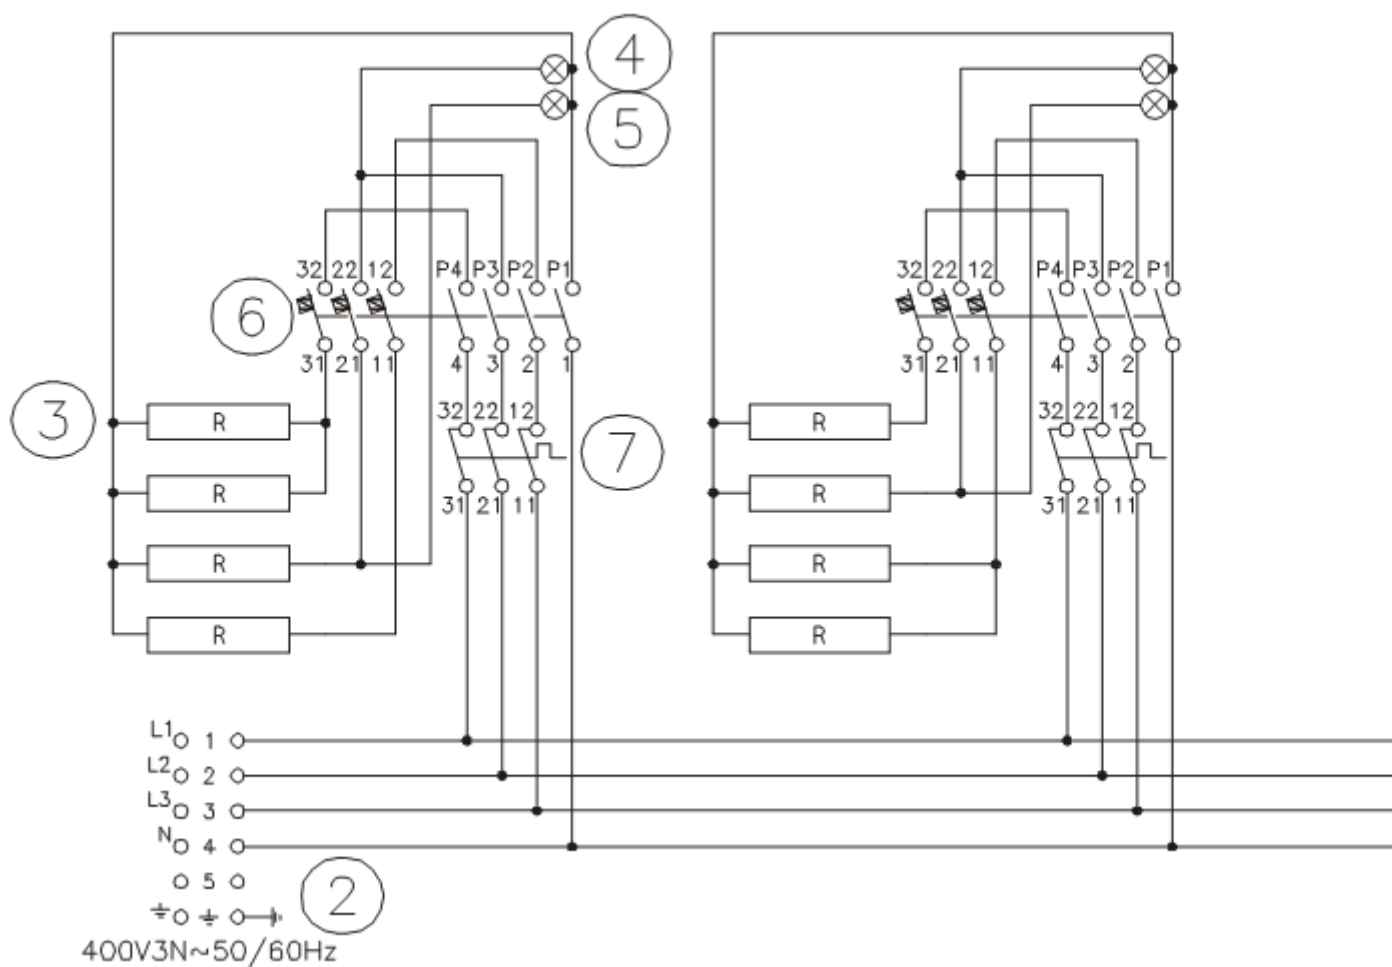 4
5
32 22 12 P4 P3 P2 P1 32 22 12 P4 P3 P2 P1
6
31 21 11 4 3 2 1 31 21 11 4 3 2
3 R 32 22 12 R 32 22 12
7
R 31 21 11 R 31 21 11
R R
R R
L1 1
L2 2
L3 3
N 4
5
2
400V3N~50/60Hz